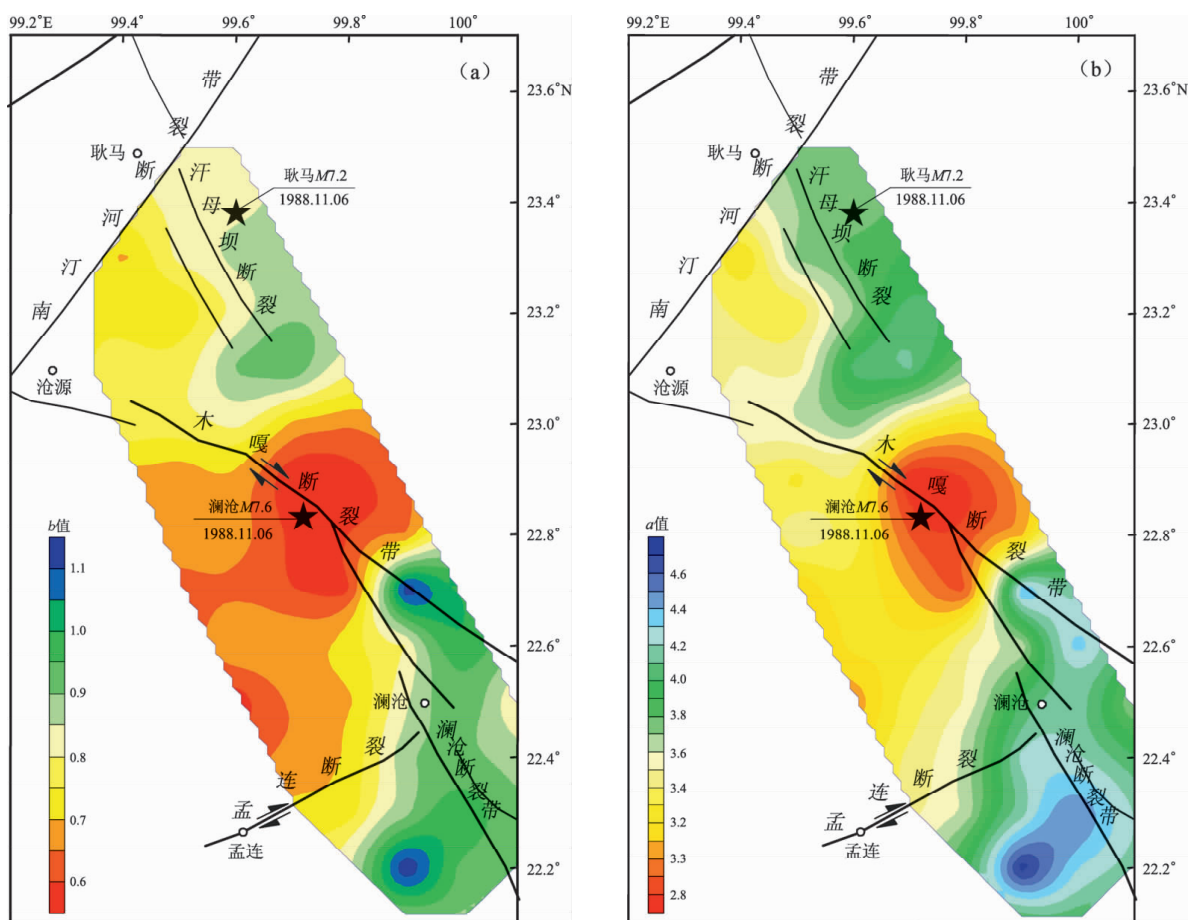 99.2°E 99.4 99.6 99.8 100
(a)
23.6°N
23.4°
23.2°
23.0°
22.8°
22.6°
22.4°
22.2°
南汀河断裂带
耿马
耿马M7.2
1988.11.06
汗母坝断裂
沧源
木嘎断裂带
澜沧M7.6
1988.11.06
b值
1.1
1.0
0.9
0.8
0.7
0.6
澜沧
澜沧断裂带
孟连断裂
孟连
99.2°E 99.4 99.6 99.8 100
(b)
23.6°N
23.4°
23.2°
23.0°
22.8°
22.6°
22.4°
22.2°
南汀河断裂带
耿马
耿马M7.2
1988.11.06
汗母坝断裂
沧源
木嘎断裂带
澜沧M7.6
1988.11.06
a值
4.6
4.4
4.2
4.0
3.8
3.6
3.4
3.3
3.2
3.1
3.3
3.0
2.8
澜沧
澜沧断裂带
孟连断裂
孟连